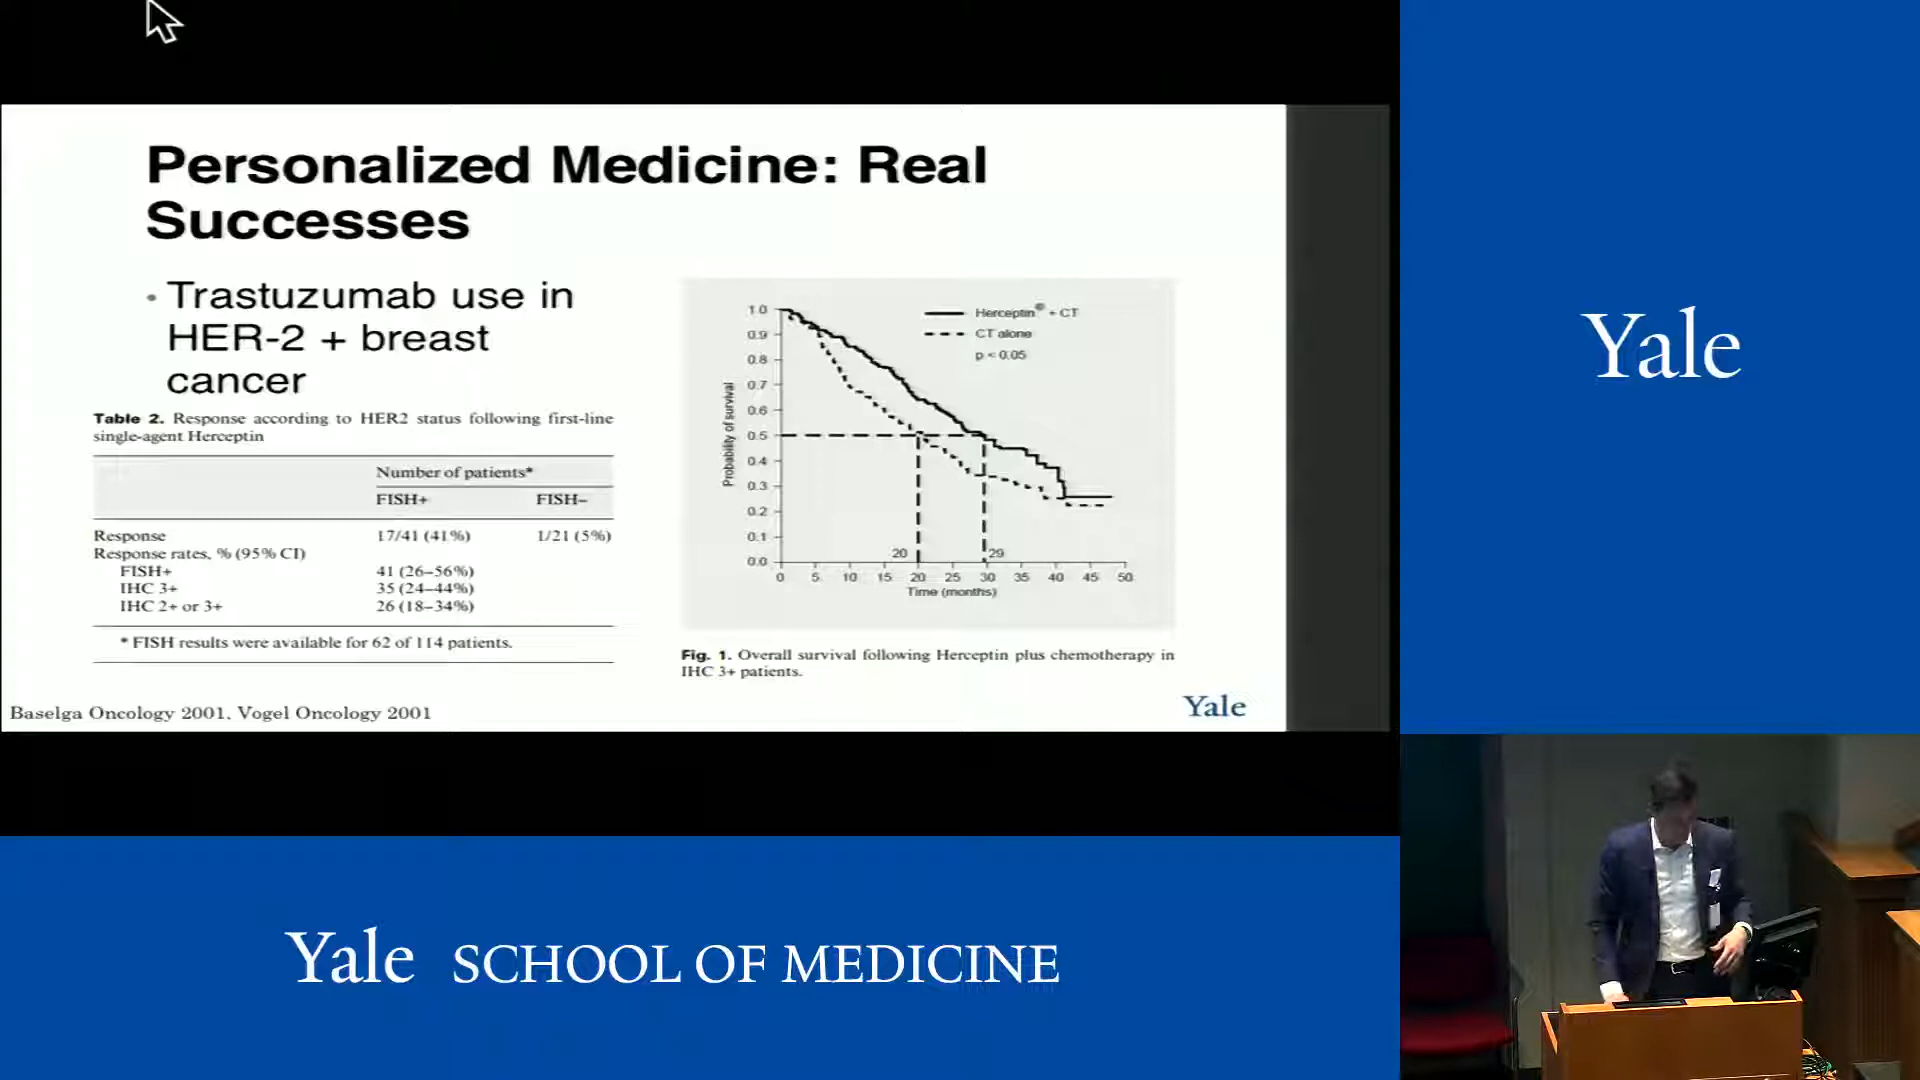 Personalized Medicine: Real
Successes
• Trastuzumab use in
HER-2 + breast
cancer
Table 2. Response according to HER2 status following first-line
single-agent Herceptin
Number of patients*
FISH+ FISH–
Response 17/41 (41%) 1/21 (5%)
Response rates, % (95% CI)
FISH+ 41 (26–56%)
IHC 3+ 35 (24–44%)
IHC 2+ or 3+ 26 (18–34%)
* FISH results were available for 62 of 114 patients.
Baselga Oncology 2001, Vogel Oncology 2001
Herceptin® + CT
CT alone
p < 0.05
Probability of survival
1.0
0.9
0.8
0.7
0.6
0.5
0.4
0.3
0.2
0.1
0.0
20 29
0 5 10 15 20 25 30 35 40 45 50
Time (months)
Fig. 1. Overall survival following Herceptin plus chemotherapy in
IHC 3+ patients.
Yale
Yale
Yale SCHOOL OF MEDICINE